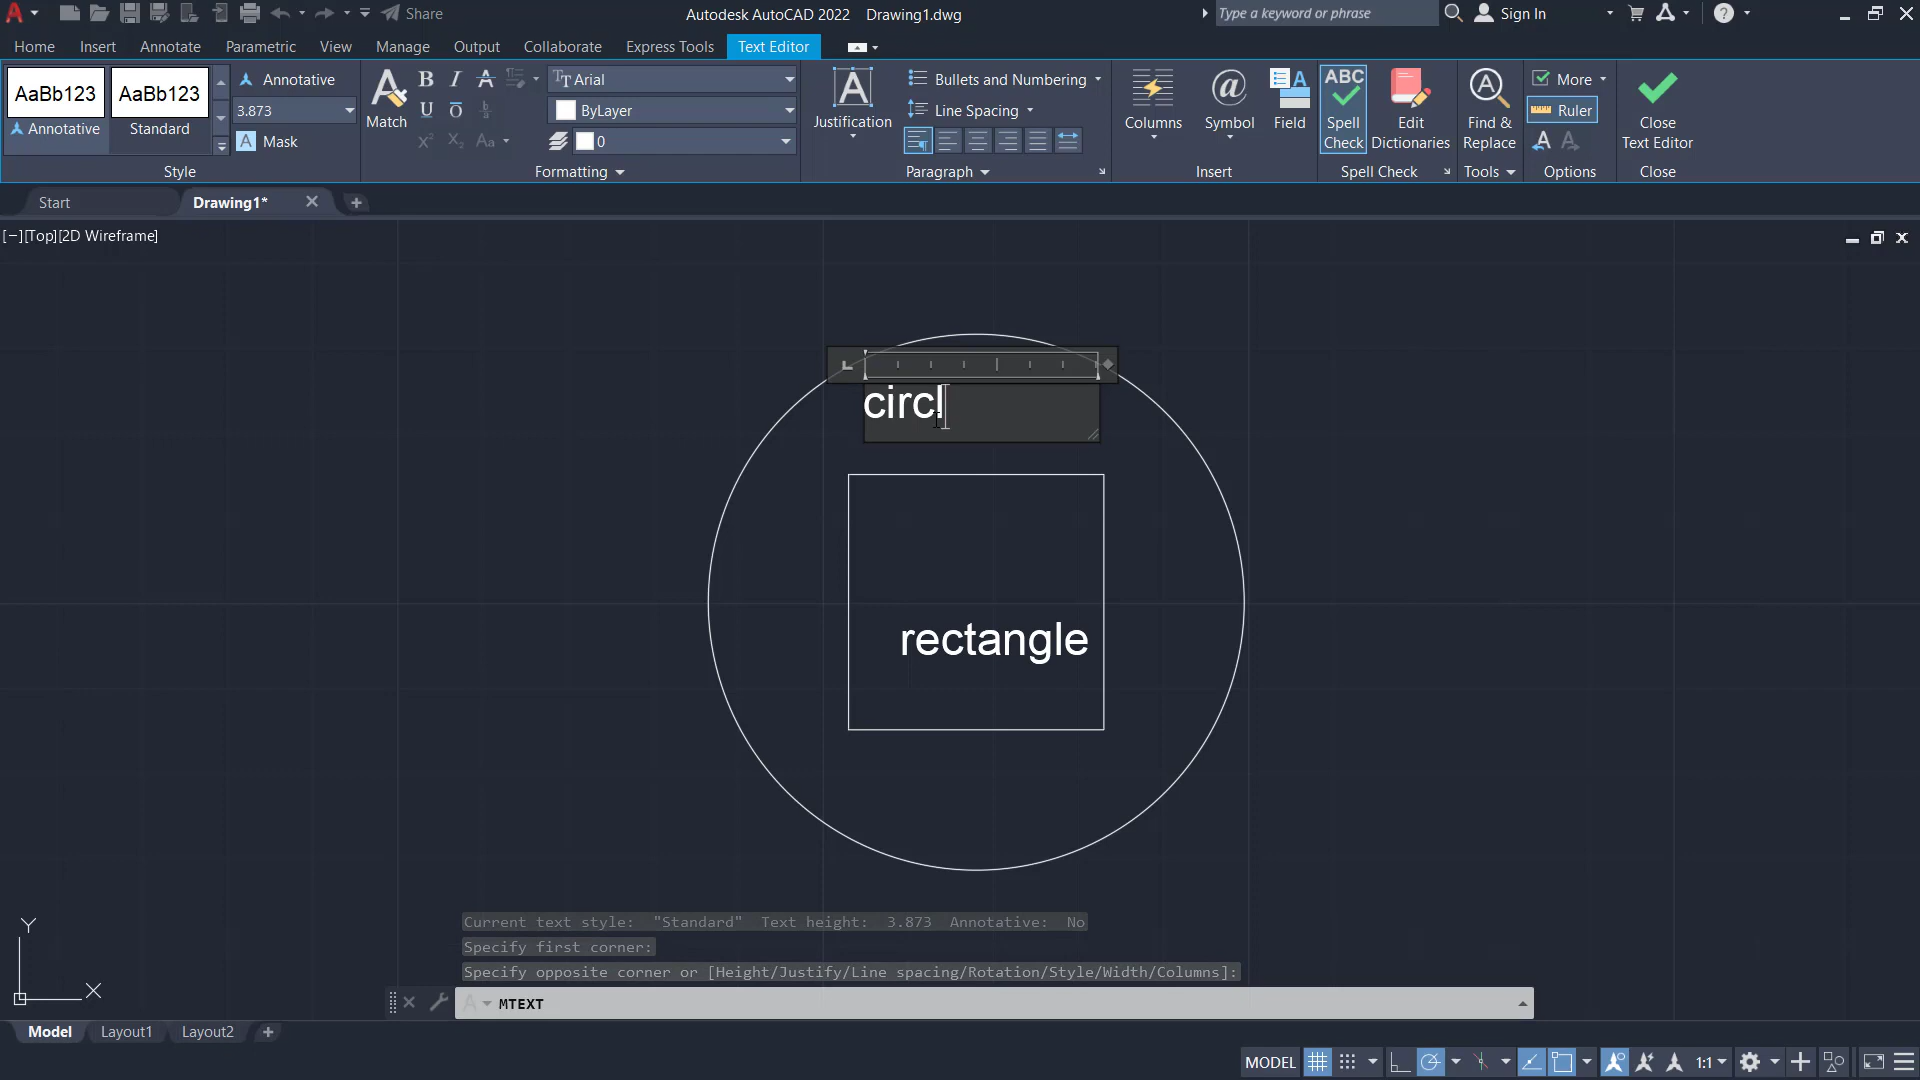 Share
Autodesk AutoCAD 2022 Drawing1.dwg
Type a keyword or phrase
Sign In
Home Insert Annotate Parametric View Manage Output Collaborate Express Tools Text Editor
AaBb123 AaBb123 Annotative
Annotative Standard 3.873
Mask
Style
Match
Arial
ByLayer
0
Formatting
Justification
Bullets and Numbering
Line Spacing
Paragraph
Columns Symbol Field
Insert
ABC
Spell Check
Edit Dictionaries
Spell Check
Find & Replace
Tools
More
Ruler
Options
Close Text Editor
Close
Start Drawing1*
[−][Top][2D Wireframe]
circl
rectangle
Current text style: "Standard" Text height: 3.873 Annotative: No
Specify first corner:
Specify opposite corner or [Height/Justify/Line spacing/Rotation/Style/Width/Columns]:
MTEXT
Y
X
Model Layout1 Layout2
MODEL 1:1